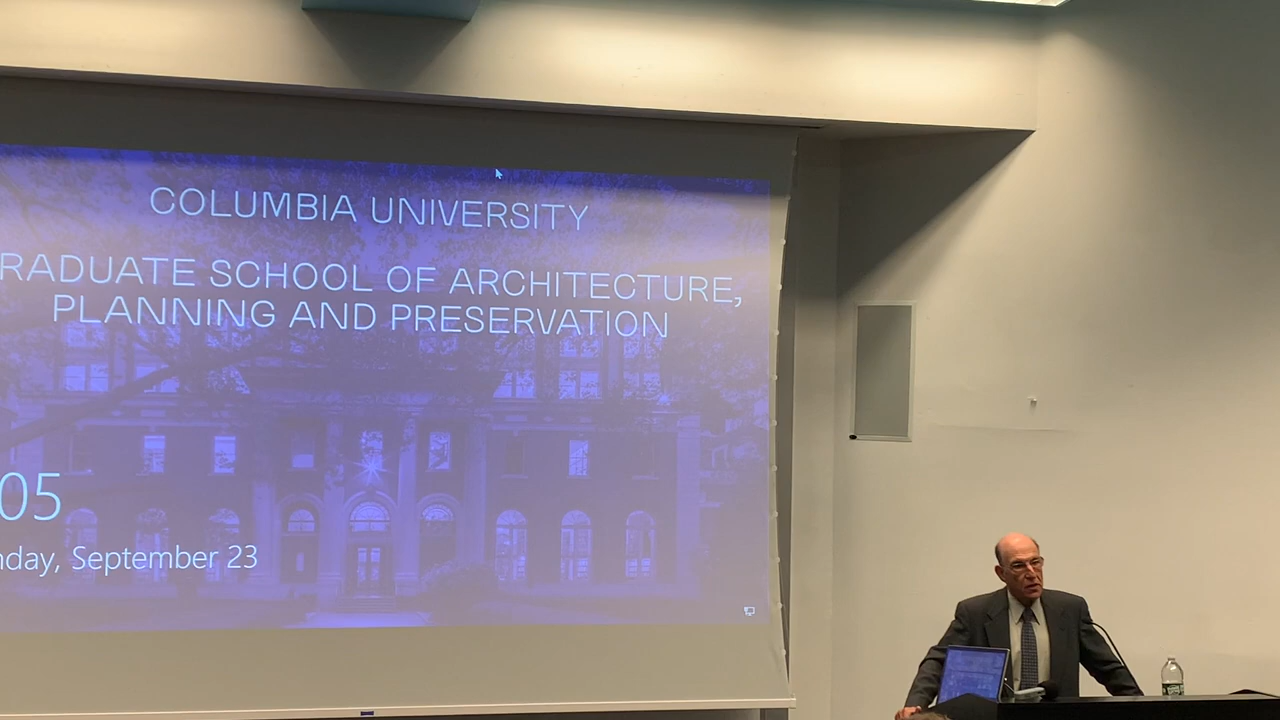 COLUMBIA UNIVERSITY
RADUATE SCHOOL OF ARCHITECTURE,
PLANNING AND PRESERVATION
05
nday, September 23